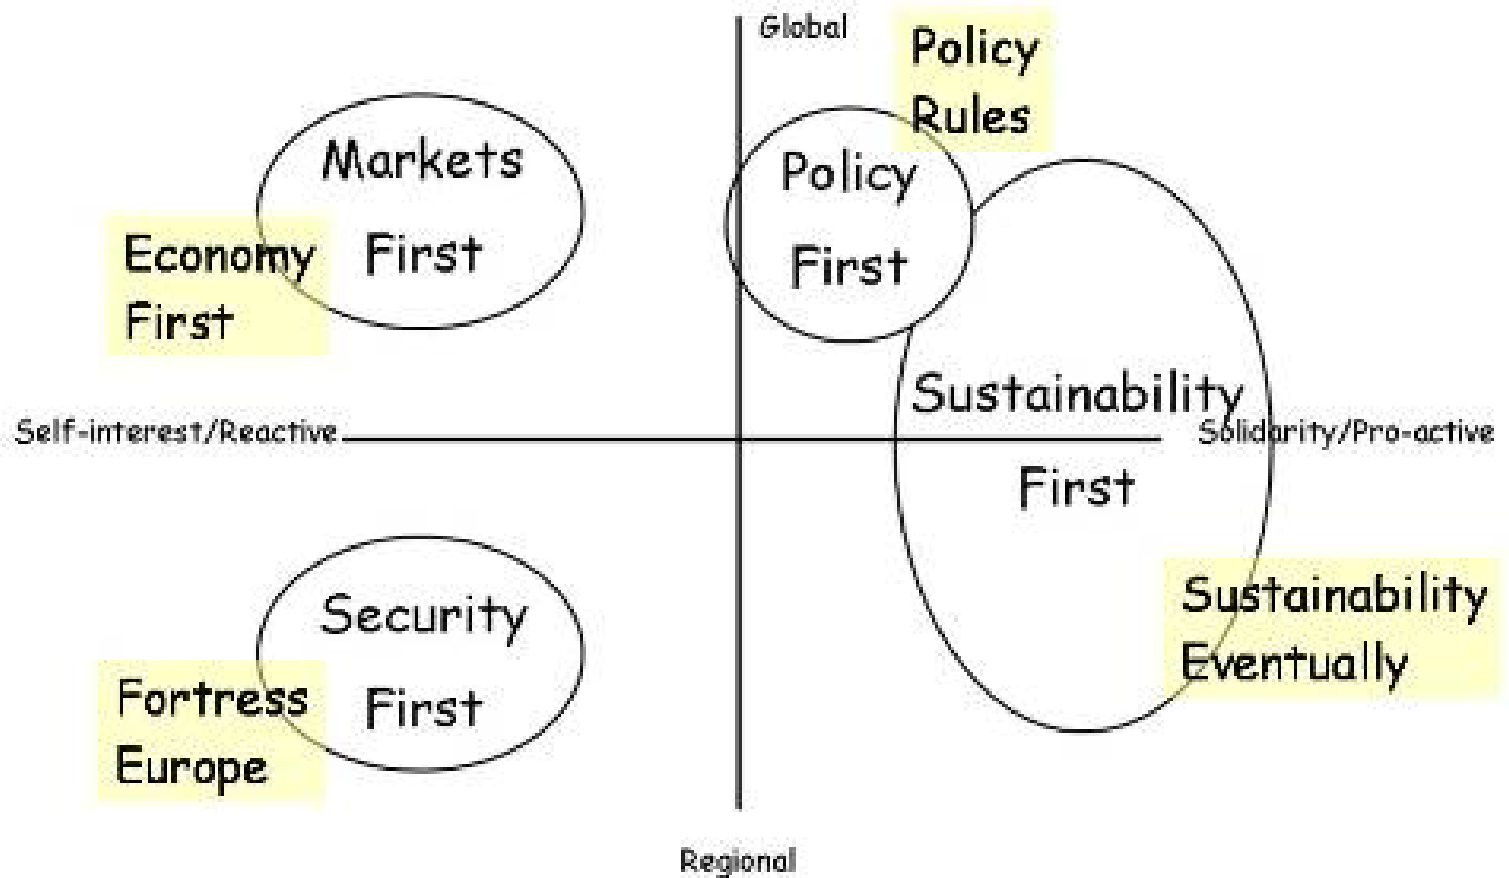 Global
Policy
Rules
Markets
First
Policy
First
Economy
First
Sustainability
First
Self-interest/Reactive
Solidarity/Pro-active
Security
First
Sustainability
Eventually
Fortress
Europe
Regional